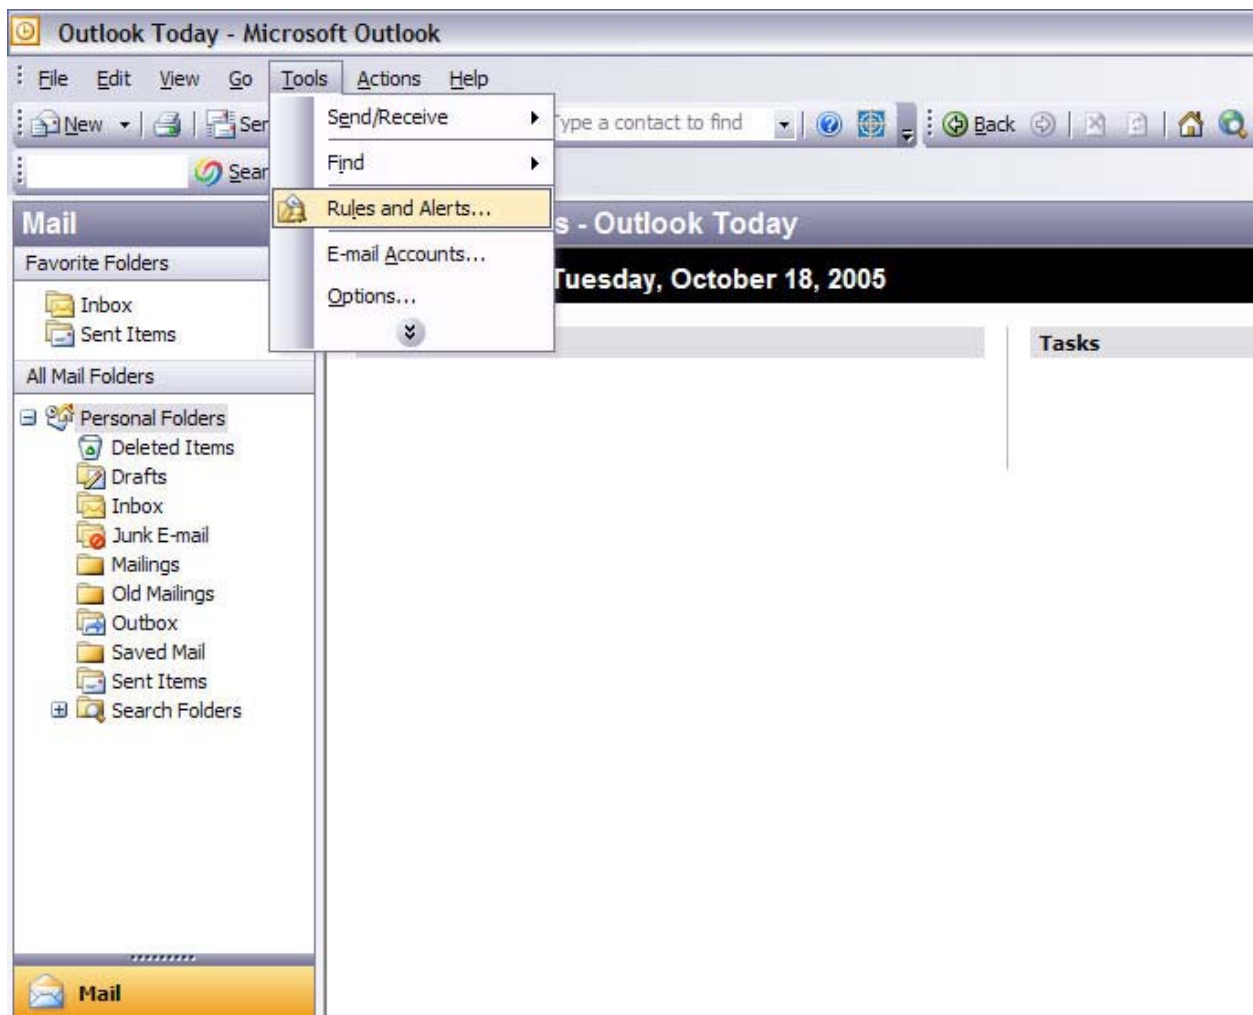 Outlook Today - Microsoft Outlook
File Edit View Go Tools Actions Help
New Ser Type a contact to find Back
Sear
Send/Receive
Find
Rules and Alerts...
E-mail Accounts...
Options...
Mail
s - Outlook Today
Favorite Folders
Tuesday, October 18, 2005
Inbox
Sent Items
Tasks
All Mail Folders
Personal Folders
Deleted Items
Drafts
Inbox
Junk E-mail
Mailings
Old Mailings
Outbox
Saved Mail
Sent Items
Search Folders
Mail